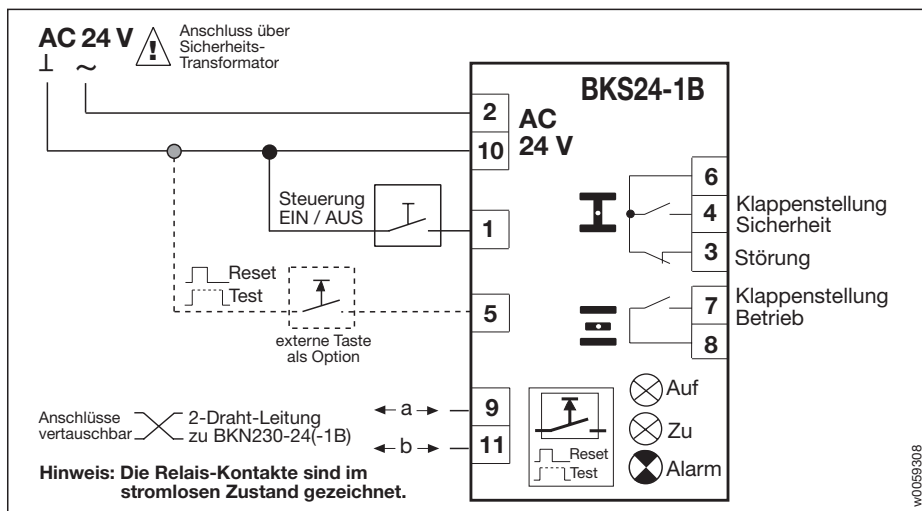 AC 24 V
⊥ ~
!
Anschluss über
Sicherheits-
Transformator
BKS24-1B
2
10
AC
24 V
Steuerung
EIN / AUS
1
Reset
Test
externe Taste
als Option
5
6
4
3
Klappenstellung
Sicherheit
Störung
7
8
Klappenstellung
Betrieb
Anschlüsse
vertauschbar
2-Draht-Leitung
zu BKN230-24(-1B)
a
b
9
11
Reset
Test
Auf
Zu
Alarm
Hinweis: Die Relais-Kontakte sind im
stromlosen Zustand gezeichnet.
w0059308